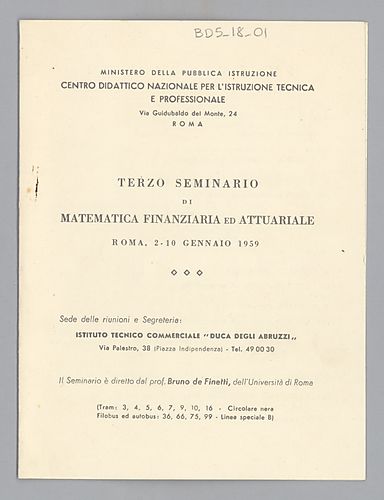 BD5-18-01
MINISTERO DELLA PUBBLICA ISTRUZIONE
CENTRO DIDATTICO NAZIONALE PER L'ISTRUZIONE TECNICA
E PROFESSIONALE
Via Guidubaldo del Monte, 24
ROMA
TERZO SEMINARIO
DI
MATEMATICA FINANZIARIA ED ATTUARIALE
ROMA, 2-10 GENNAIO 1959
Sede delle riunioni e Segreteria:
ISTITUTO TECNICO COMMERCIALE "DUCA DEGLI ABRUZZI„
Via Palestro, 38 (Piazza Indipendenza) - Tel. 49 00 30
Il Seminario è diretto dal prof. Bruno de Finetti, dell'Università di Roma
(Tram: 3, 4, 5, 6, 7, 9, 10, 16 - Circolare nera
Filobus ed autobus: 36, 66, 75, 99 - Linea speciale B)